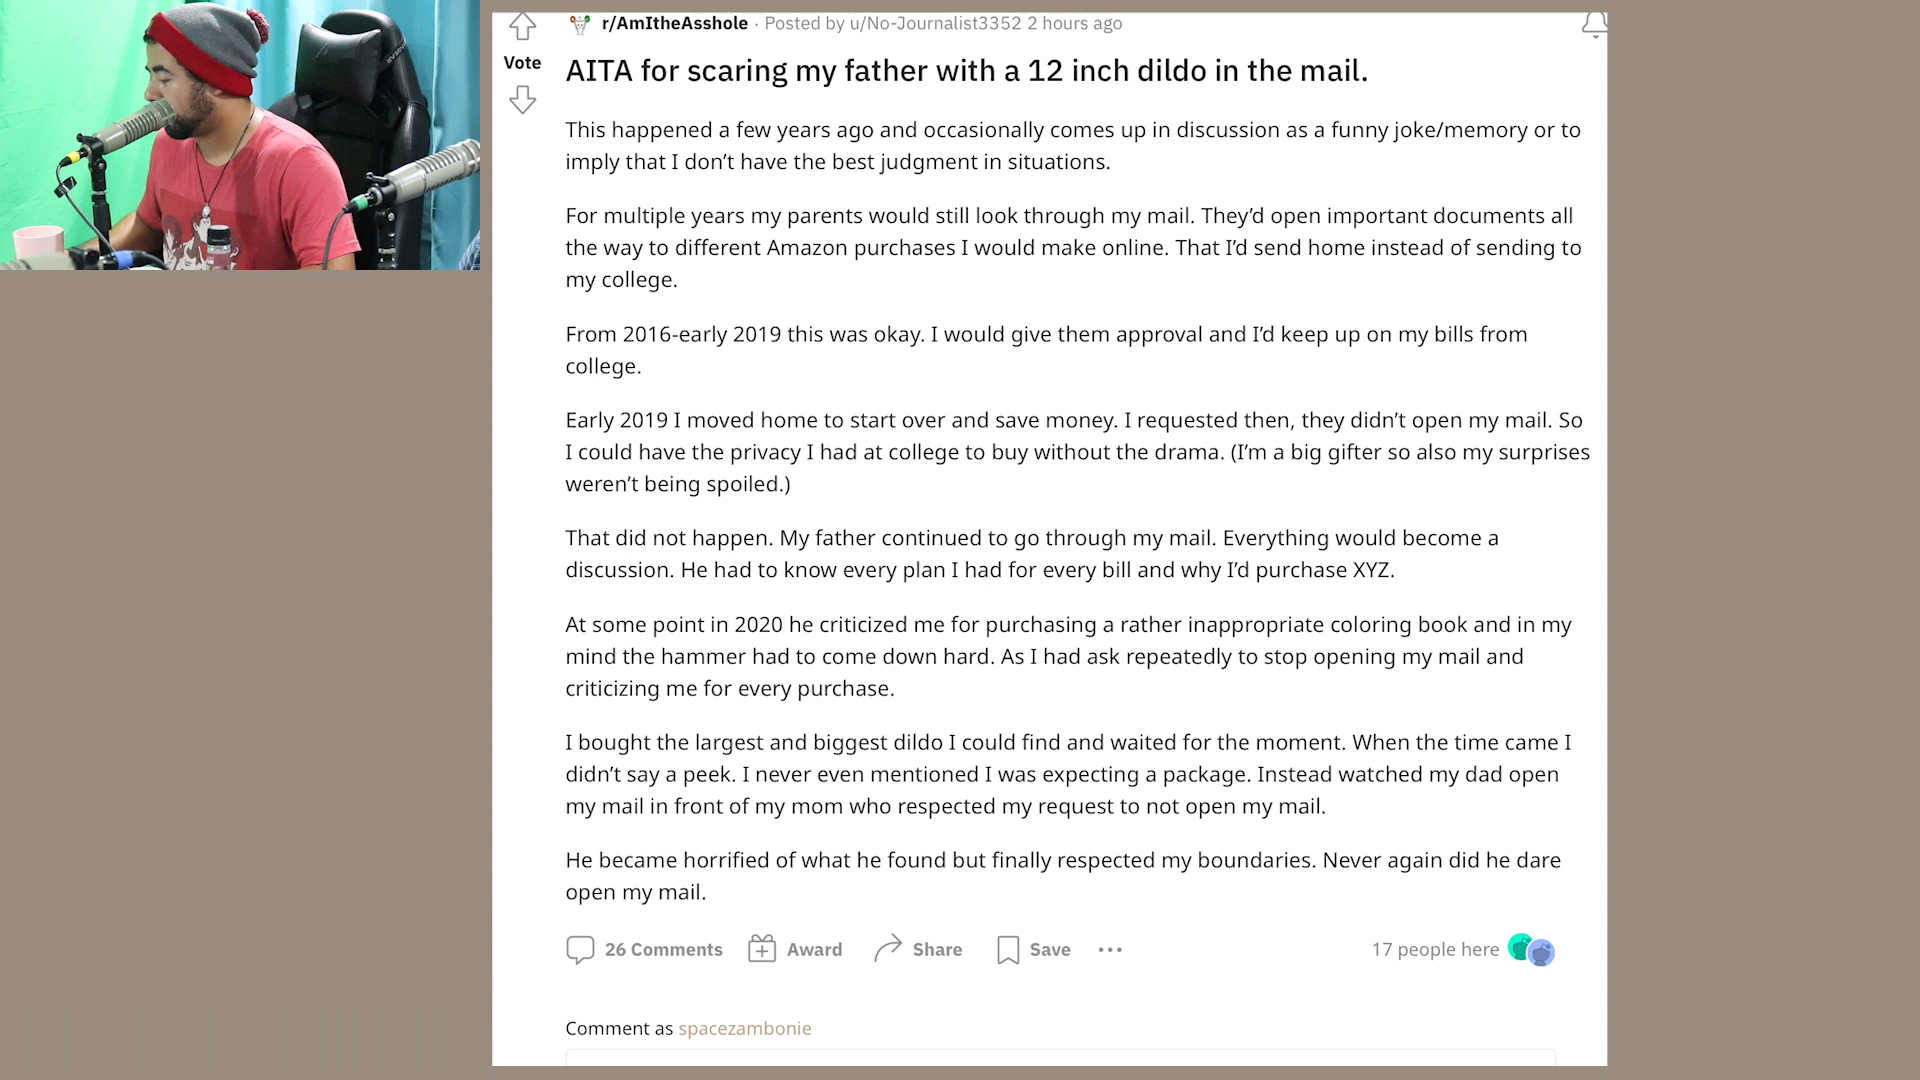 r/AmItheAsshole · Posted by u/No-Journalist3352 2 hours ago
Vote
AITA for scaring my father with a 12 inch dildo in the mail.
This happened a few years ago and occasionally comes up in discussion as a funny joke/memory or to
imply that I don’t have the best judgment in situations.
For multiple years my parents would still look through my mail. They’d open important documents all
the way to different Amazon purchases I would make online. That I’d send home instead of sending to
my college.
From 2016-early 2019 this was okay. I would give them approval and I’d keep up on my bills from
college.
Early 2019 I moved home to start over and save money. I requested then, they didn’t open my mail. So
I could have the privacy I had at college to buy without the drama. (I’m a big gifter so also my surprises
weren’t being spoiled.)
That did not happen. My father continued to go through my mail. Everything would become a
discussion. He had to know every plan I had for every bill and why I’d purchase XYZ.
At some point in 2020 he criticized me for purchasing a rather inappropriate coloring book and in my
mind the hammer had to come down hard. As I had ask repeatedly to stop opening my mail and
criticizing me for every purchase.
I bought the largest and biggest dildo I could find and waited for the moment. When the time came I
didn’t say a peek. I never even mentioned I was expecting a package. Instead watched my dad open
my mail in front of my mom who respected my request to not open my mail.
He became horrified of what he found but finally respected my boundaries. Never again did he dare
open my mail.
26 Comments Award Share Save ··· 17 people here
Comment as spacezambonie